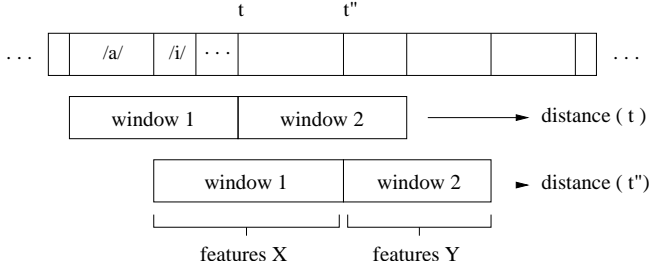 t t"
. . . /a/ /i/ . . . . . .
window 1 window 2 distance ( t )
window 1 window 2 distance ( t")
features X features Y